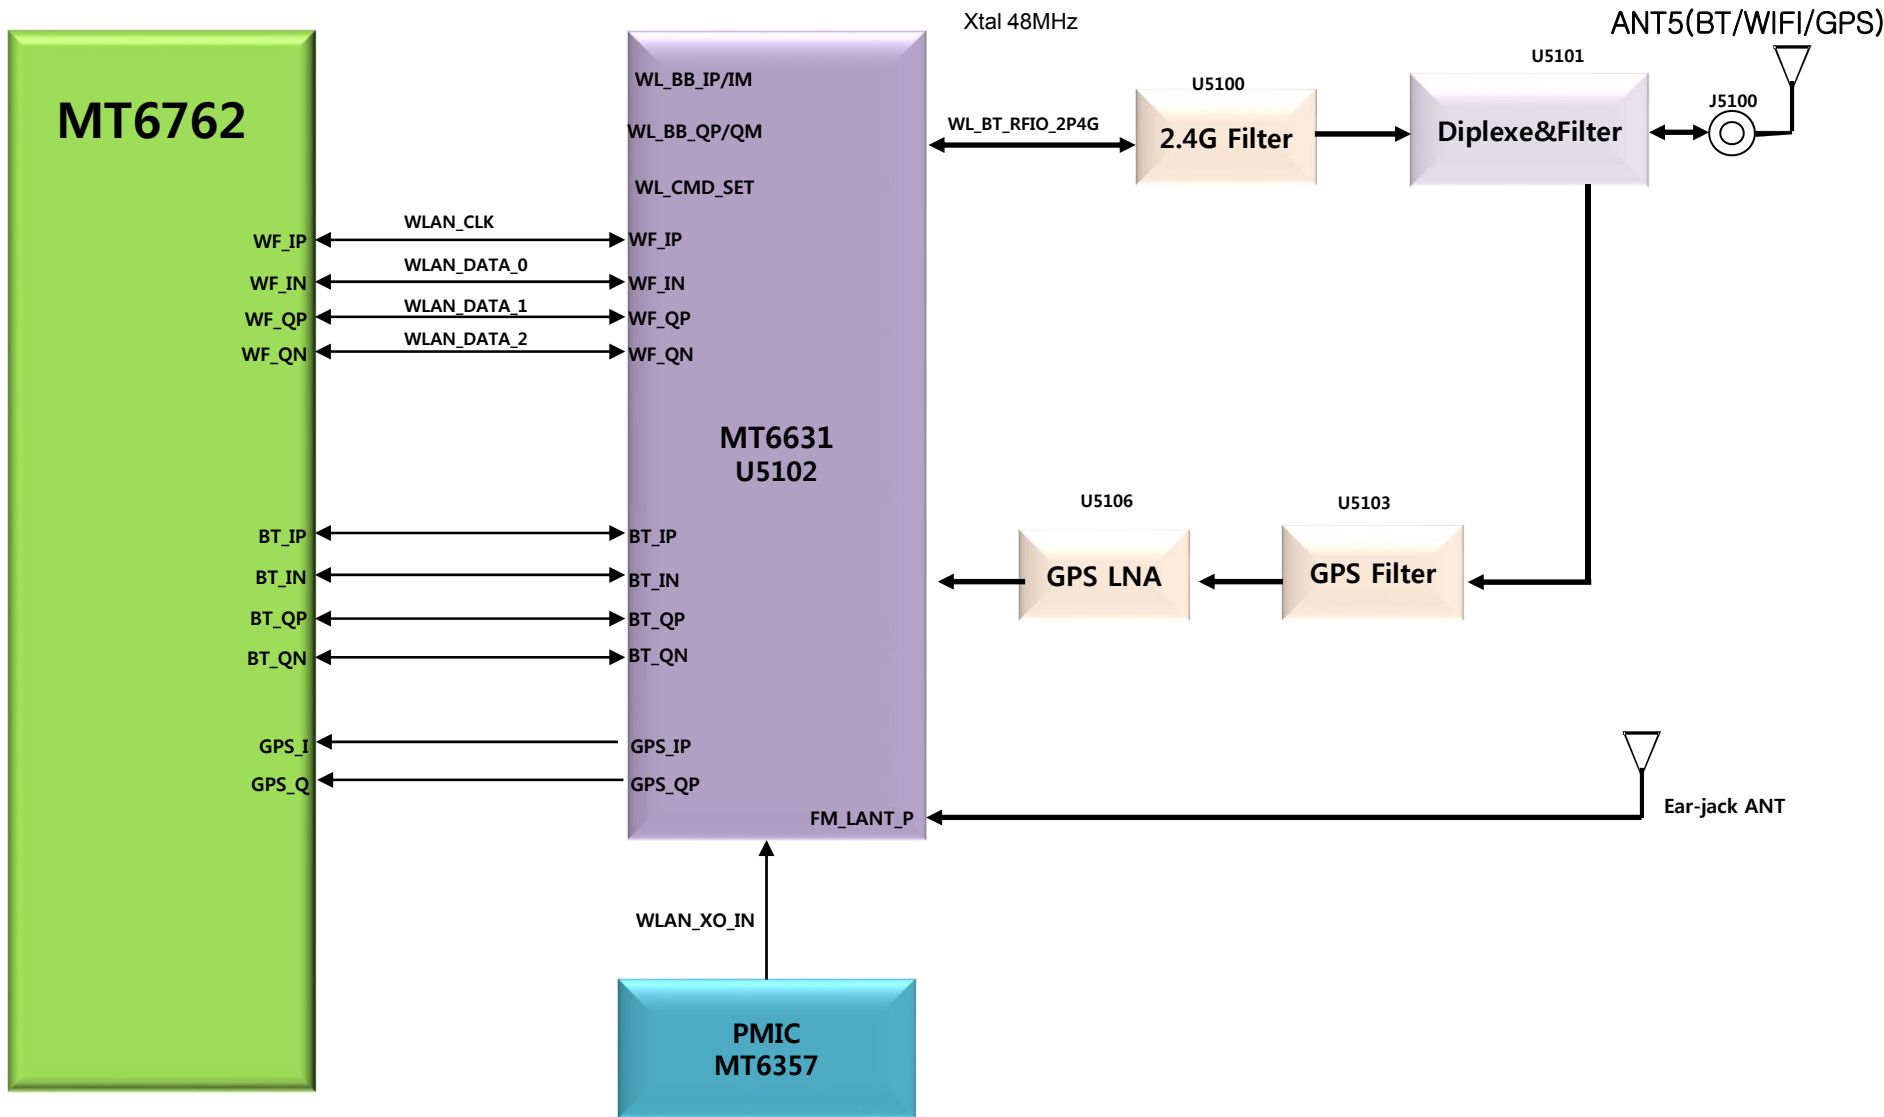 Xtal 48MHz
ANT5(BT/WIFI/GPS)
MT6762
WL_BB_IP/IM
WL_BB_QP/QM
WL_CMD_SET
WL_BT_RFIO_2P4G
U5100
2.4G Filter
U5101
Diplexe&Filter
J5100
WF_IP
WLAN_CLK
WF_IP
WF_IN
WLAN_DATA_0
WF_IN
WF_QP
WLAN_DATA_1
WF_QP
WF_QN
WLAN_DATA_2
WF_QN
MT6631
U5102
U5106
GPS LNA
U5103
GPS Filter
BT_IP
BT_IP
BT_IN
BT_IN
BT_QP
BT_QP
BT_QN
BT_QN
GPS_I
GPS_IP
GPS_Q
GPS_QP
FM_LANT_P
Ear-jack ANT
WLAN_XO_IN
PMIC
MT6357